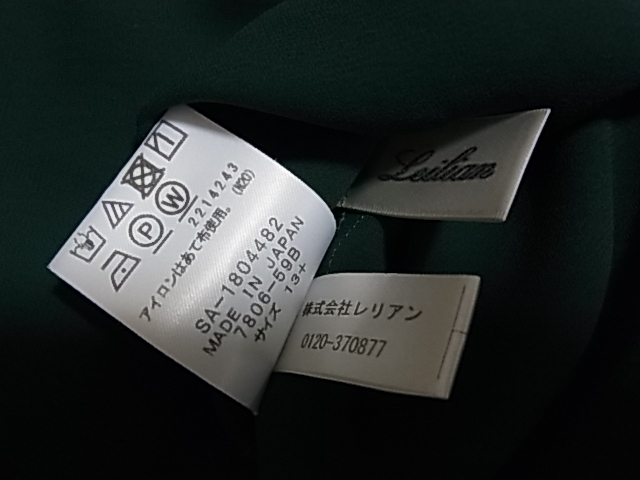 2214243
アイロンはあて布使用。(M20)
SA-1804482
MADE IN JAPAN
7806-59B
サイズ 13+
Leilian
株式会社レリアン
0120-370877
P
W